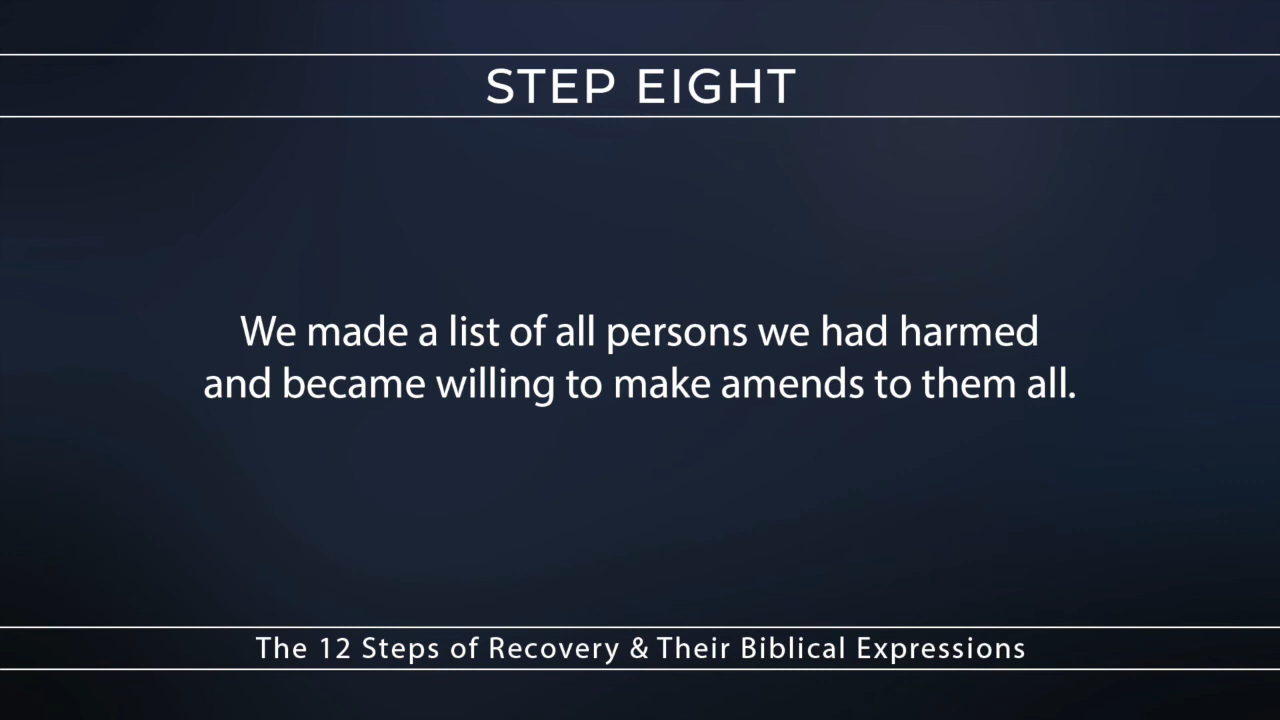 STEP EIGHT
We made a list of all persons we had harmed
and became willing to make amends to them all.
The 12 Steps of Recovery & Their Biblical Expressions